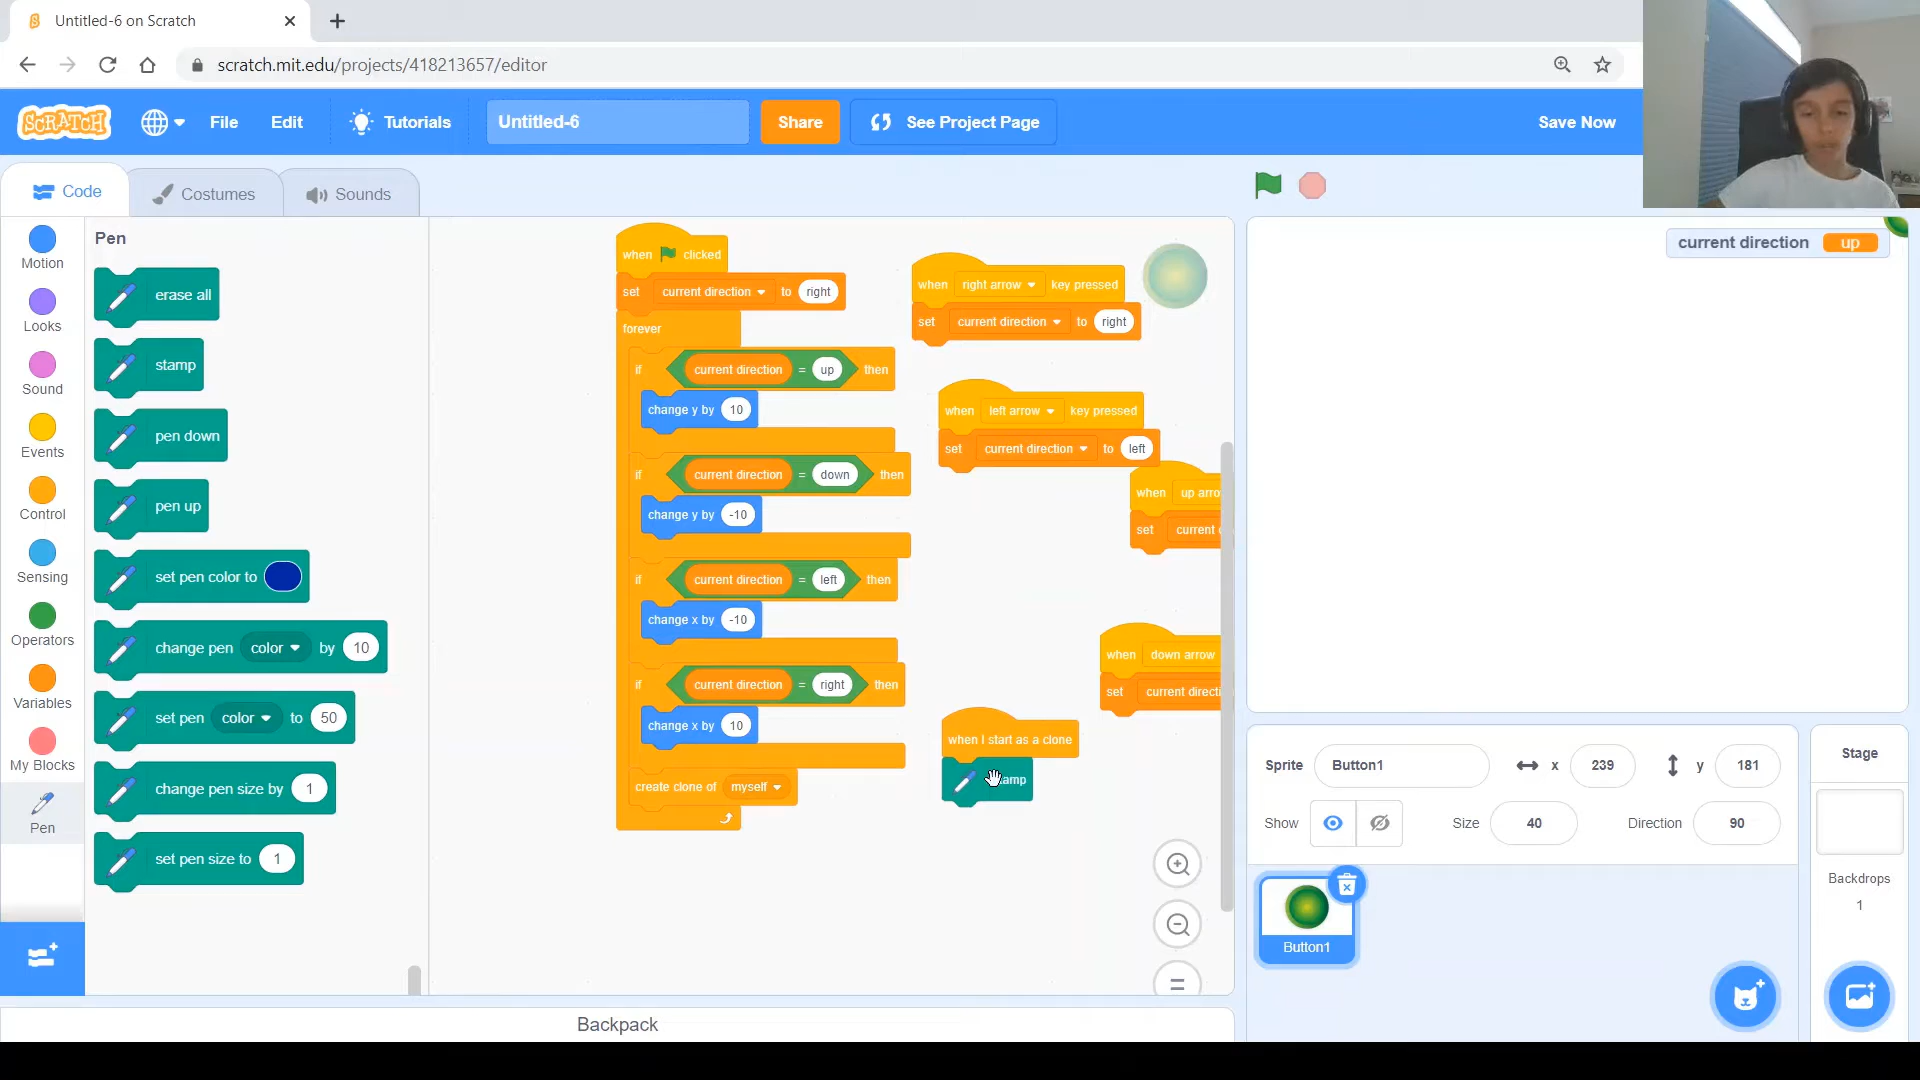 Untitled-6 on Scratch
scratch.mit.edu/projects/418213657/editor
SCRATCH
File
Edit
Tutorials
Untitled-6
Share
See Project Page
Save Now
Code
Costumes
Sounds
Motion
Looks
Sound
Events
Control
Sensing
Operators
Variables
My Blocks
Pen
Pen
erase all
stamp
pen down
pen up
set pen color to
change pen color by 10
set pen color to 50
change pen size by 1
set pen size to 1
when clicked
set current direction to right
forever
if current direction = up then
change y by 10
if current direction = down then
change y by -10
if current direction = left then
change x by -10
if current direction = right then
change x by 10
create clone of myself
when right arrow key pressed
set current direction to right
when left arrow key pressed
set current direction to left
when up
set current
when down arrow
set current
when I start as a clone
current direction up
Sprite Button1 x 239 y 181
Show Size 40 Direction 90
Button1
Stage
Backdrops
1
Backpack